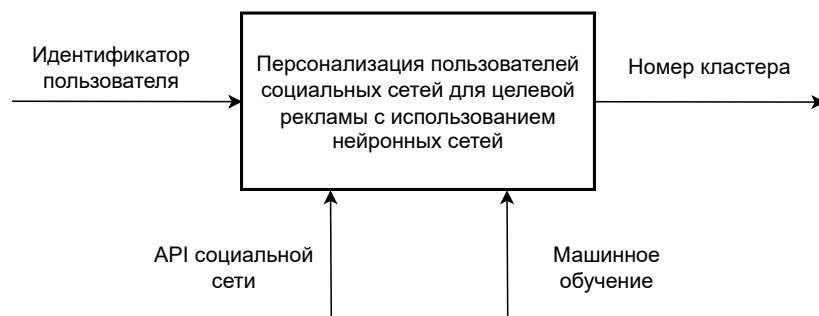 Идентификатор
пользователя
Персонализация пользователей
социальных сетей для целевой
рекламы с использованием
нейронных сетей
Номер кластера
API социальной
сети
Машинное
обучение